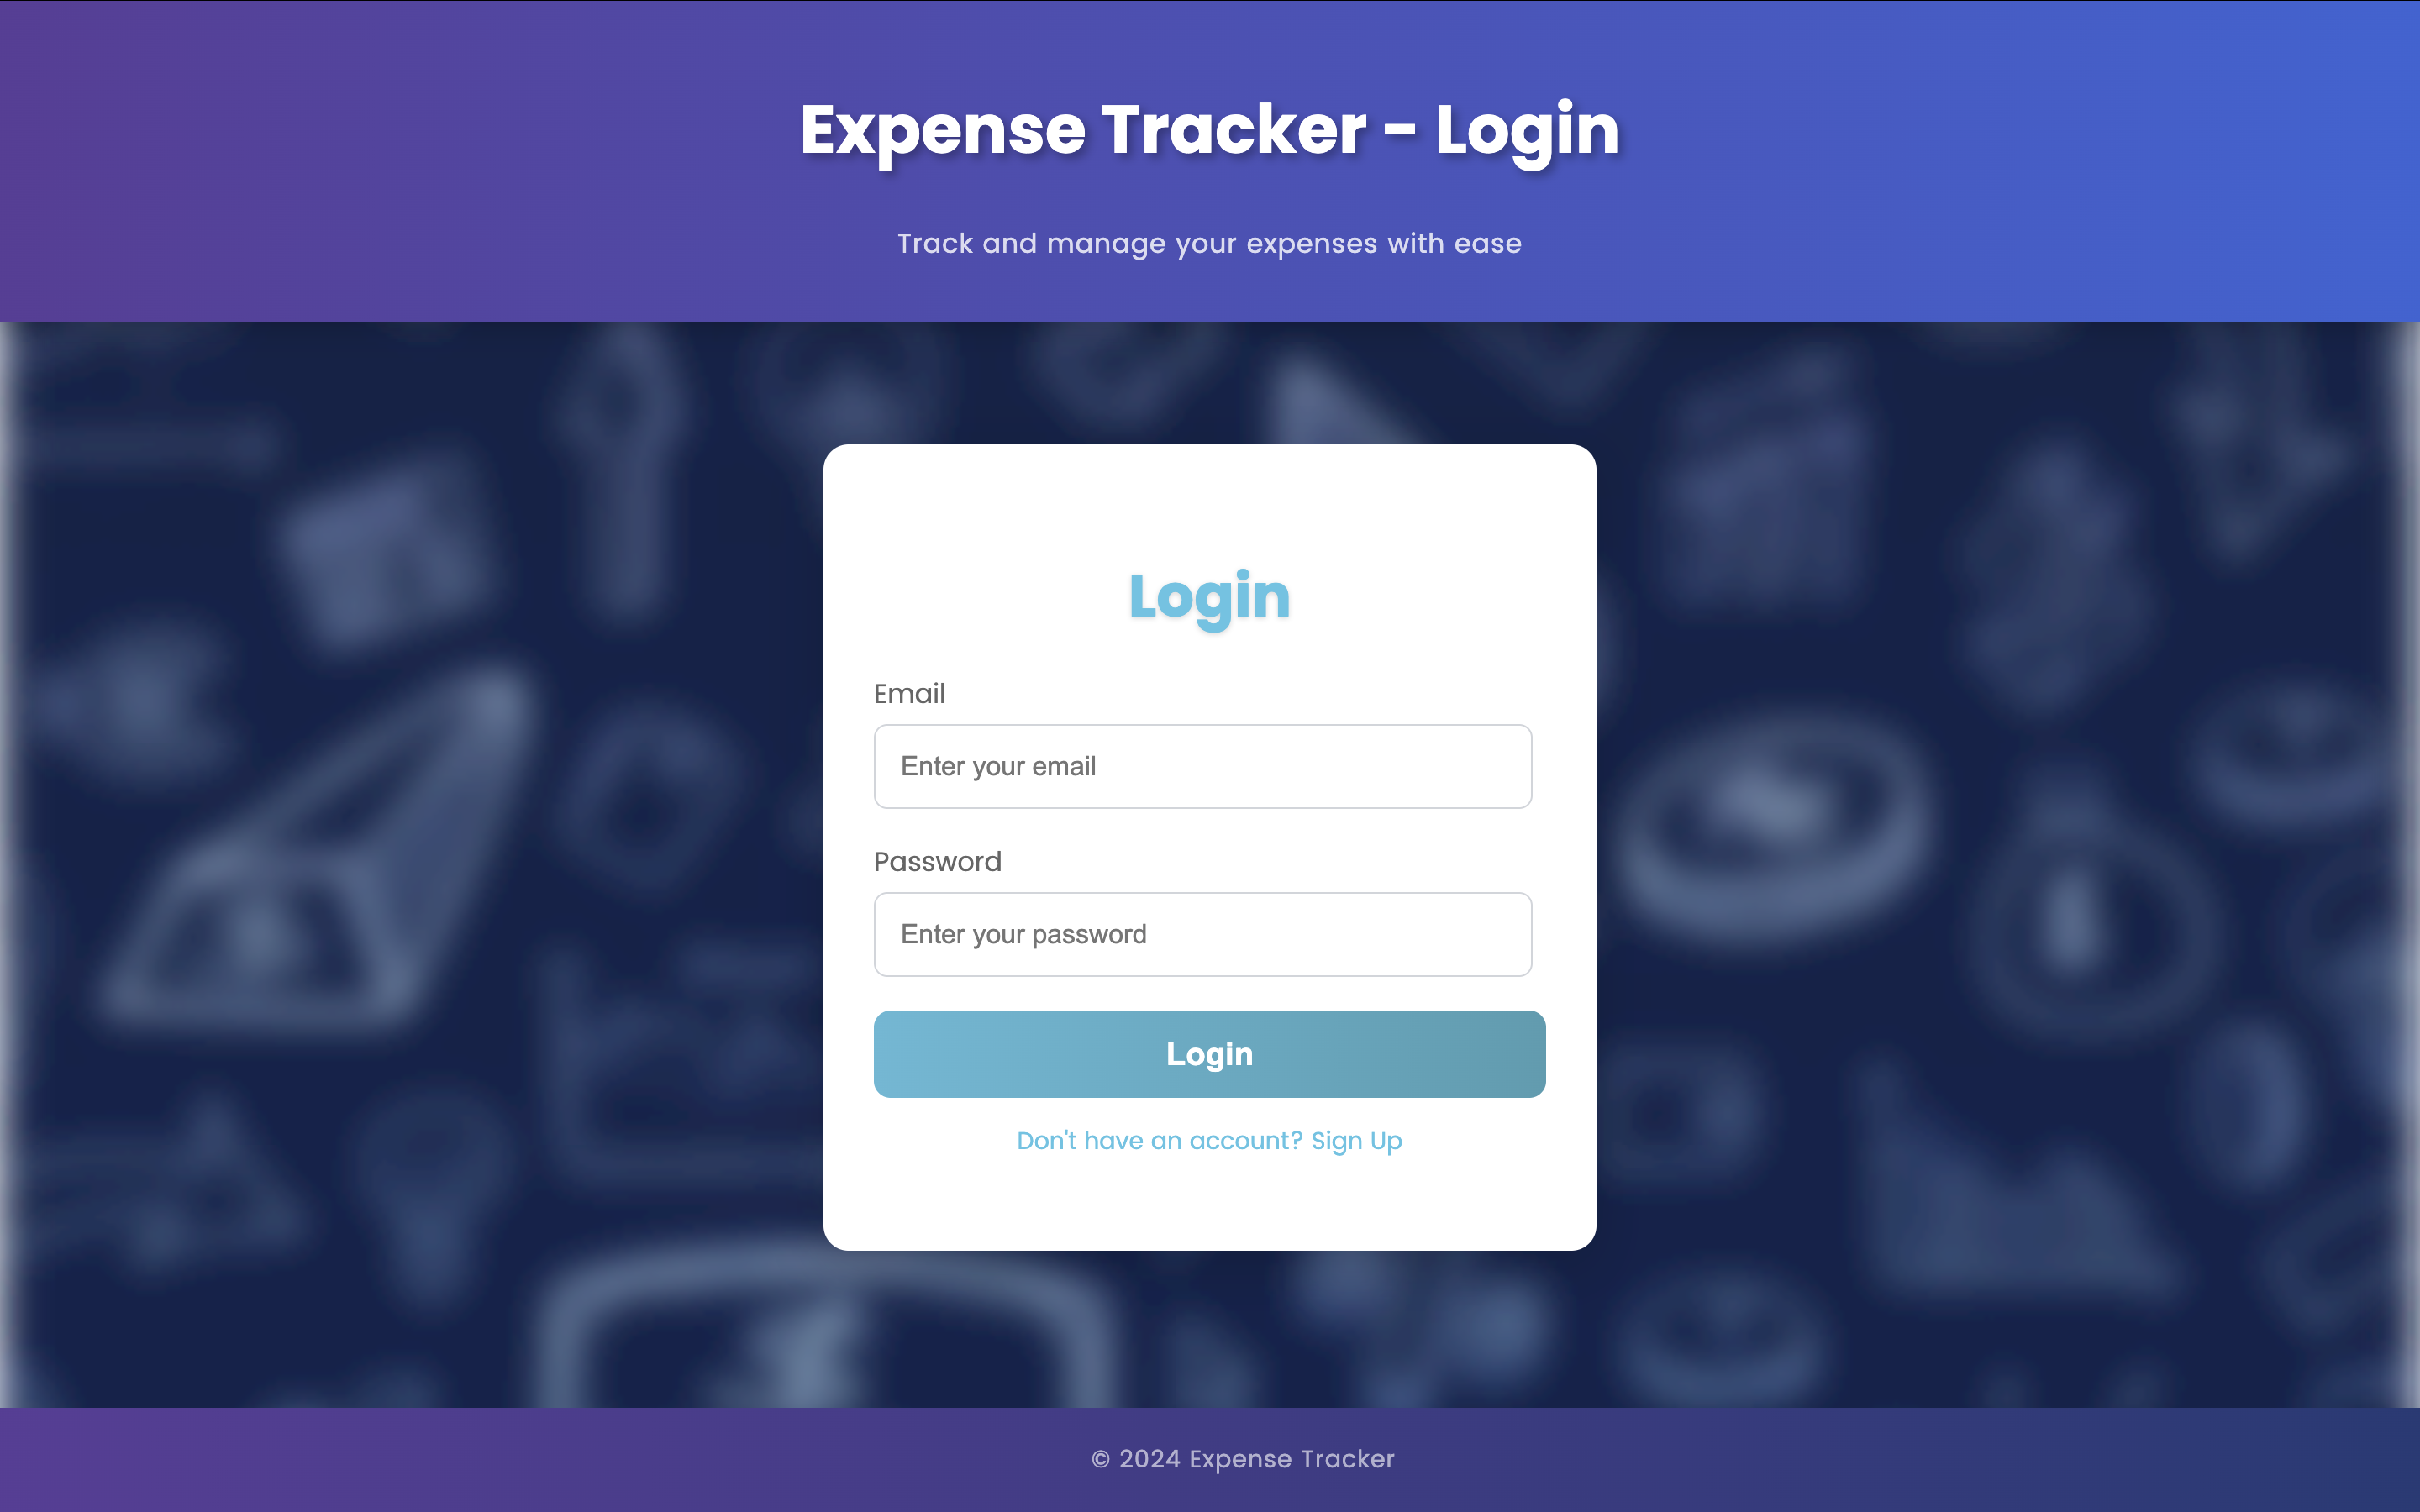 Expense Tracker - Login
Track and manage your expenses with ease
Login
Email
Enter your email
Password
Enter your password
Login
Don't have an account? Sign Up
© 2024 Expense Tracker